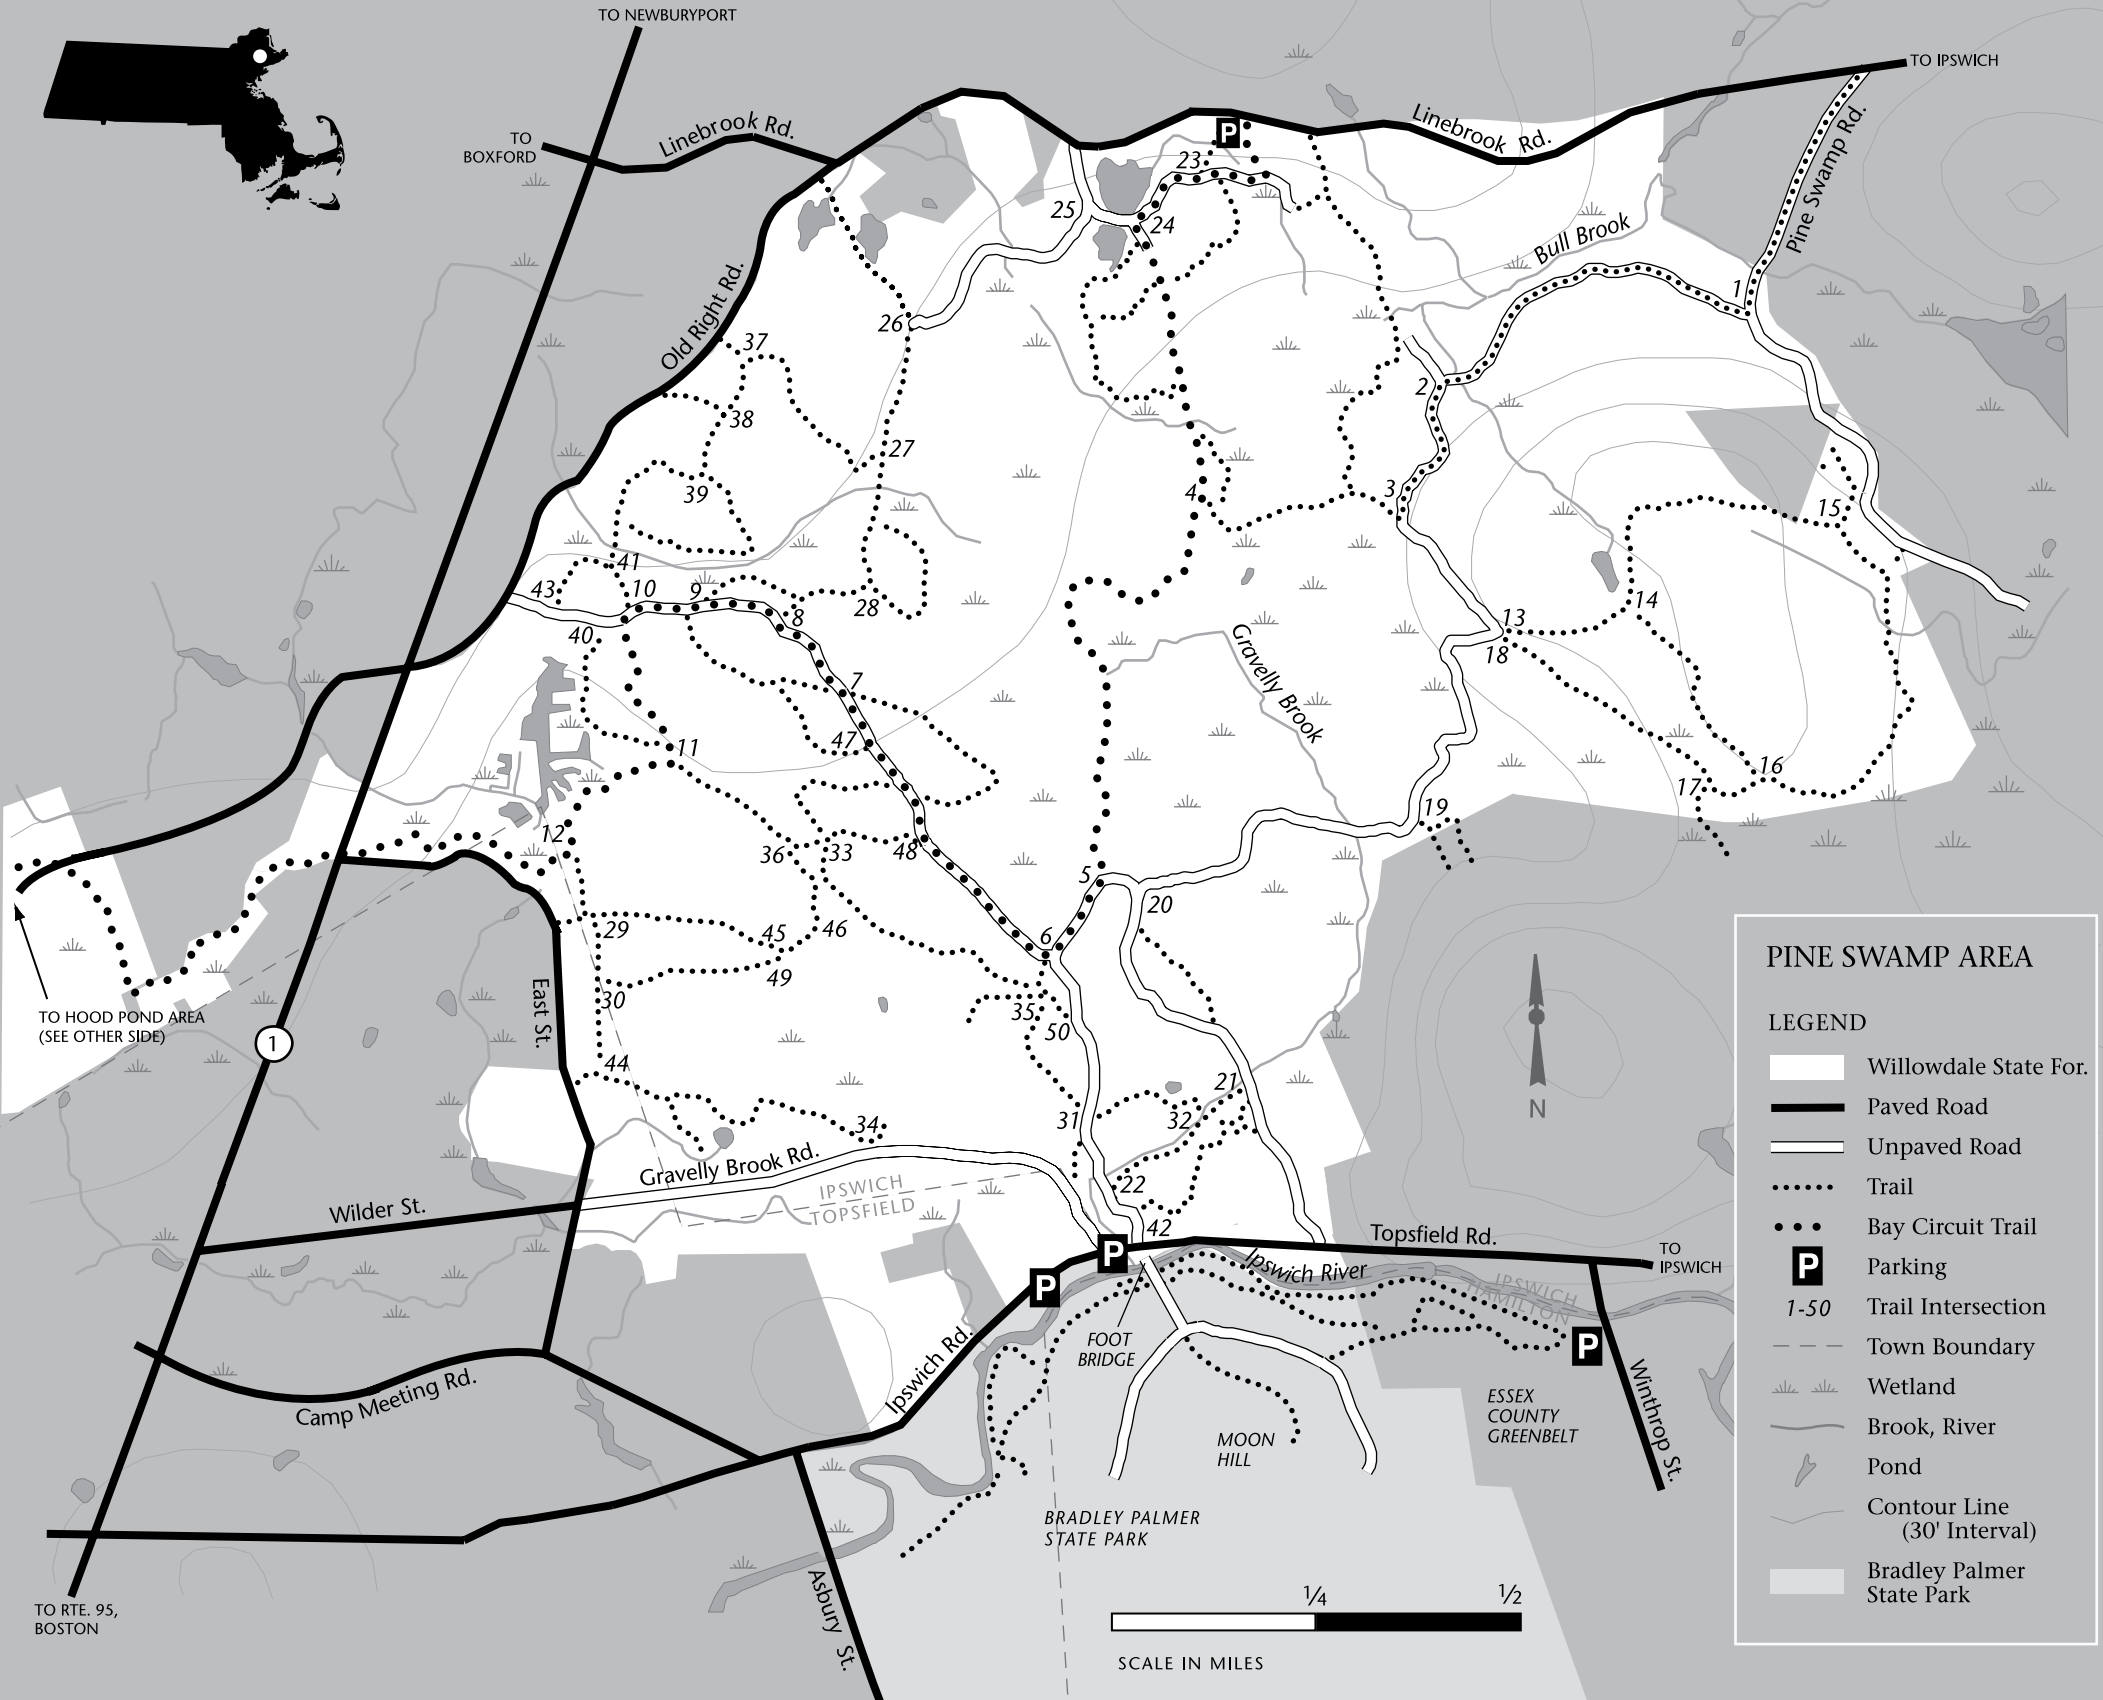 TO NEWBURYPORT
TO IPSWICH
TO
BOXFORD
Linebrook Rd.
Linebrook Rd.
Pine Swamp Rd.
P
23
25
24
Bull Brook
1
Old Right Rd.
26
37
2
38
27
39
3
4
15
41
43
10
9
8
28
40
14
13
18
Gravelly Brook
7
47
11
16
17
19
12
36
33
48
5
20
29
45
46
6
49
30
35
50
East St.
TO HOOD POND AREA
(SEE OTHER SIDE)
1
44
21
31
32
34
Gravelly Brook Rd.
22
IPSWICH
TOPSFIELD
Wilder St.
42
Topsfield Rd.
TO
IPSWICH
P
P
Ipswich River
IPSWICH
HAMILTON
FOOT
BRIDGE
P
Ipswich Rd.
Winthrop St.
Camp Meeting Rd.
ESSEX
COUNTY
GREENBELT
MOON
HILL
BRADLEY PALMER
STATE PARK
Asbury St.
TO RTE. 95,
BOSTON
1/4
1/2
SCALE IN MILES
N
PINE SWAMP AREA
LEGEND
Willowdale State For.
Paved Road
Unpaved Road
Trail
Bay Circuit Trail
P Parking
1-50 Trail Intersection
Town Boundary
Wetland
Brook, River
Pond
Contour Line
(30' Interval)
Bradley Palmer
State Park